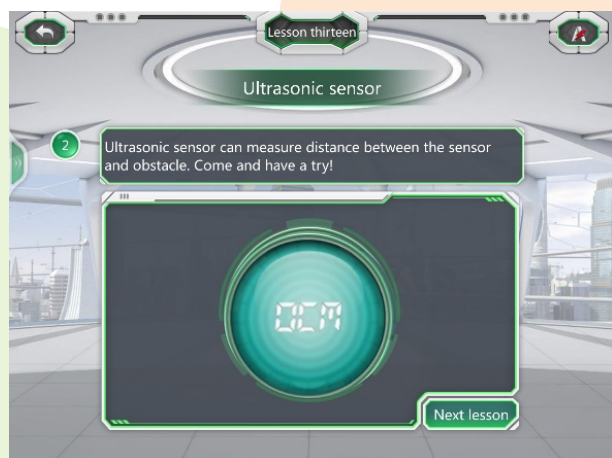 Lesson thirteen
Ultrasonic sensor
2
Ultrasonic sensor can measure distance between the sensor
and obstacle. Come and have a try!
0CM
Next lesson